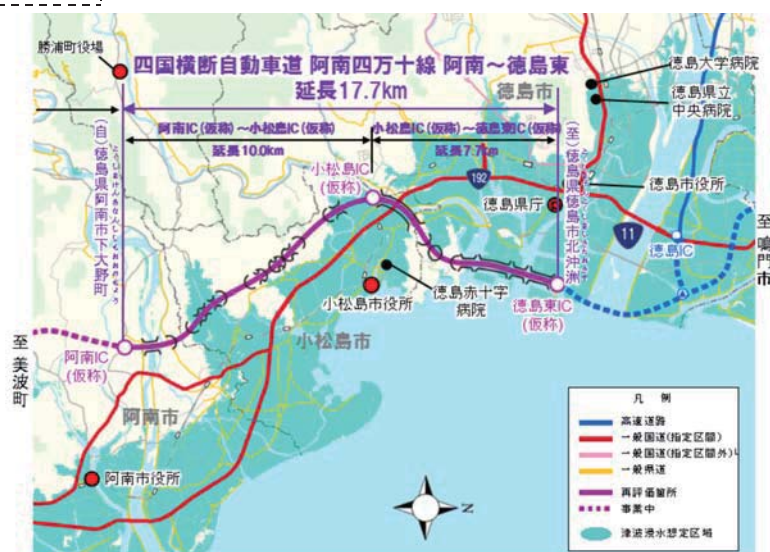 勝浦町役場
四国横断自動車道 阿南四万十線 阿南～徳島東
延長17.7km
徳島市
徳島大学病院
徳島県立
中央病院
阿南IC(仮称)～小松島IC(仮称)
延長10.0km
小松島IC(仮称)～徳島東IC(仮称)
延長7.7km
(自)徳島県阿南市下大野町
小松島IC
(仮称)
192
徳島県庁
(至)徳島県徳島市北沖洲
徳島市役所
11
徳島IC
至 鳴門市
小松島市役所
徳島赤十字
病院
徳島東IC
(仮称)
小松島市
至 美波町
阿南IC
(仮称)
阿南市
阿南市役所
N
凡 例
高速道路
一般国道(指定区間)
一般国道(指定区間外)
一般県道
再評価箇所
事業中
津波浸水想定区域